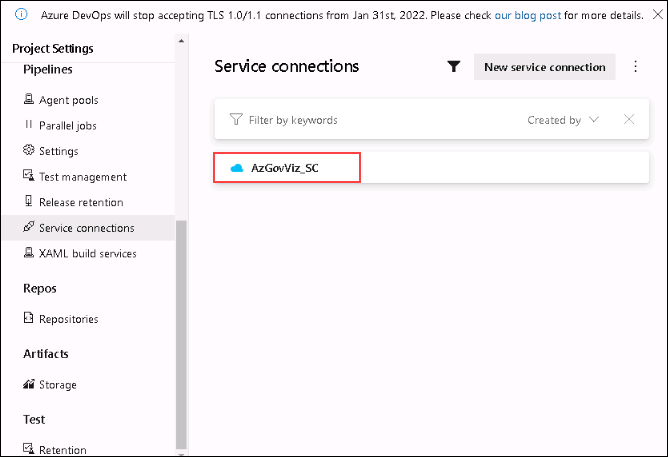 Azure DevOps will stop accepting TLS 1.0/1.1 connections from Jan 31st, 2022. Please check our blog post for more details.
Project Settings
Pipelines
Agent pools
Parallel jobs
Settings
Test management
Release retention
Service connections
XAML build services
Repos
Repositories
Artifacts
Storage
Test
Retention
Service connections
New service connection
Filter by keywords
Created by
AzGovViz_SC